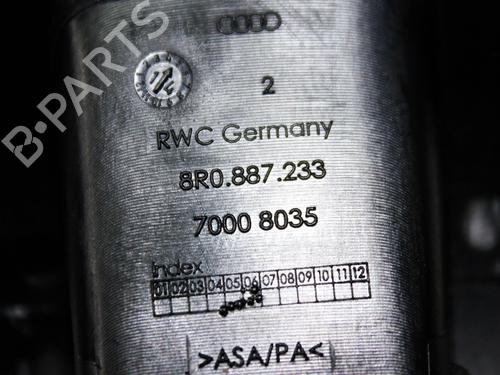 2
RWC Germany
8R0.887.233
7000 8035
Index
01 02 03 04 05 06 07 08 09 10 11 12
>ASA/PA<
B-PARTS